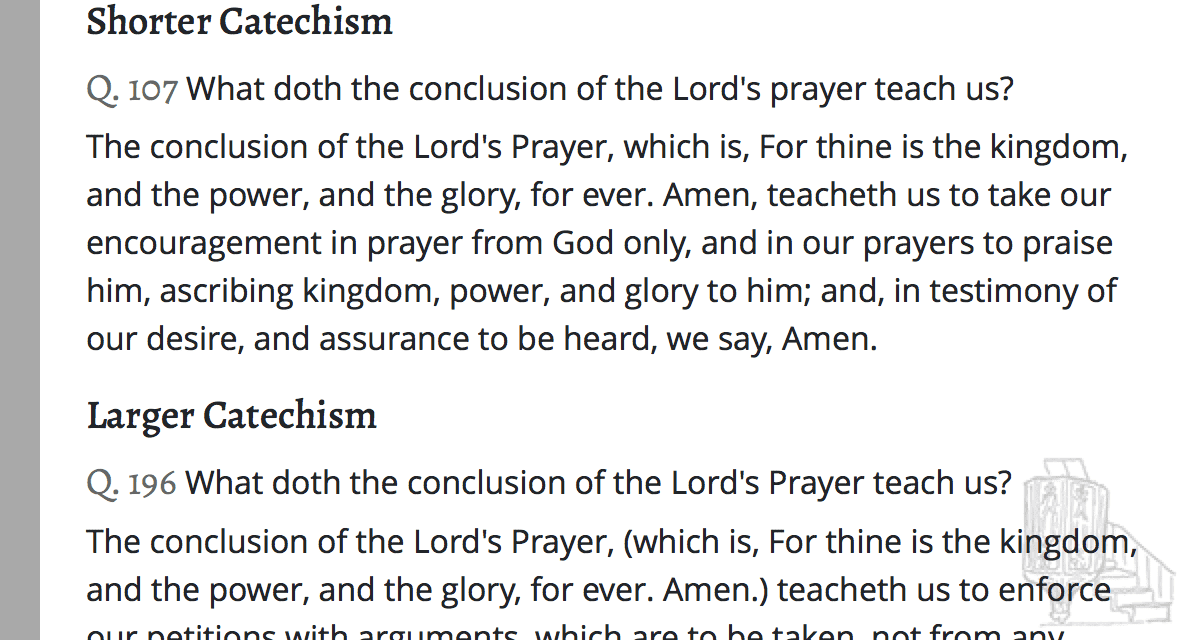 Shorter Catechism
Q. 107 What doth the conclusion of the Lord's prayer teach us?
The conclusion of the Lord's Prayer, which is, For thine is the kingdom,
and the power, and the glory, for ever. Amen, teacheth us to take our
encouragement in prayer from God only, and in our prayers to praise
him, ascribing kingdom, power, and glory to him; and, in testimony of
our desire, and assurance to be heard, we say, Amen.
Larger Catechism
Q. 196 What doth the conclusion of the Lord's Prayer teach us?
The conclusion of the Lord's Prayer, (which is, For thine is the kingdom,
and the power, and the glory, for ever. Amen.) teacheth us to enforce
our petitions with arguments, which are to be taken, not from any